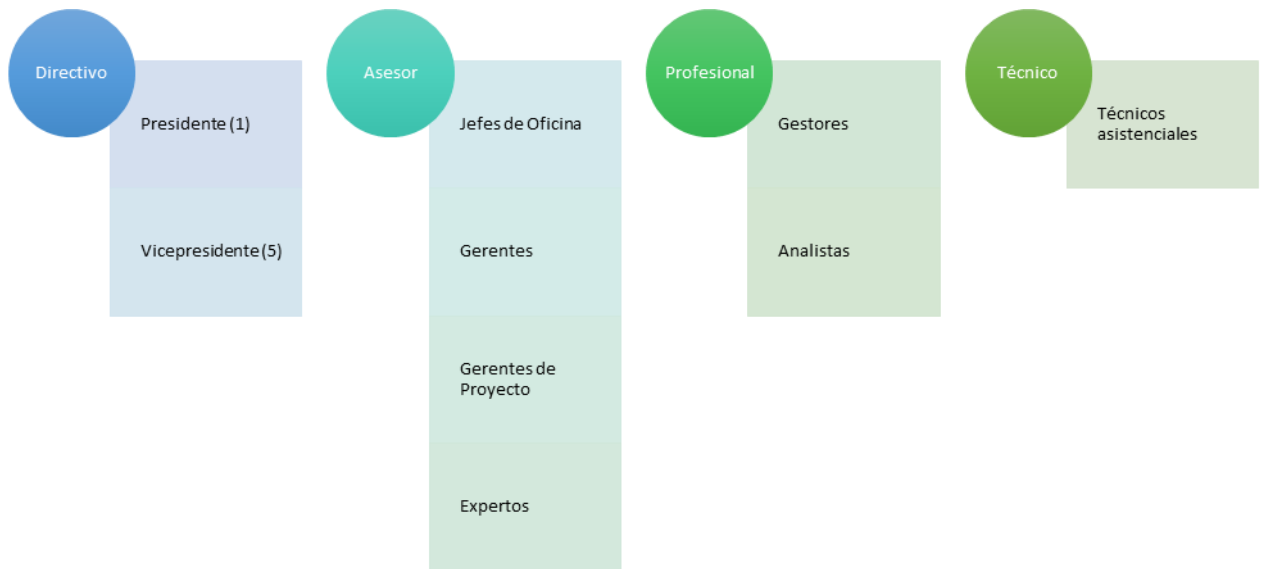 Directivo
Presidente (1)
Vicepresidente (5)
Asesor
Jefes de Oficina
Gerentes
Gerentes de
Proyecto
Expertos
Profesional
Gestores
Analistas
Técnico
Técnicos
asistenciales